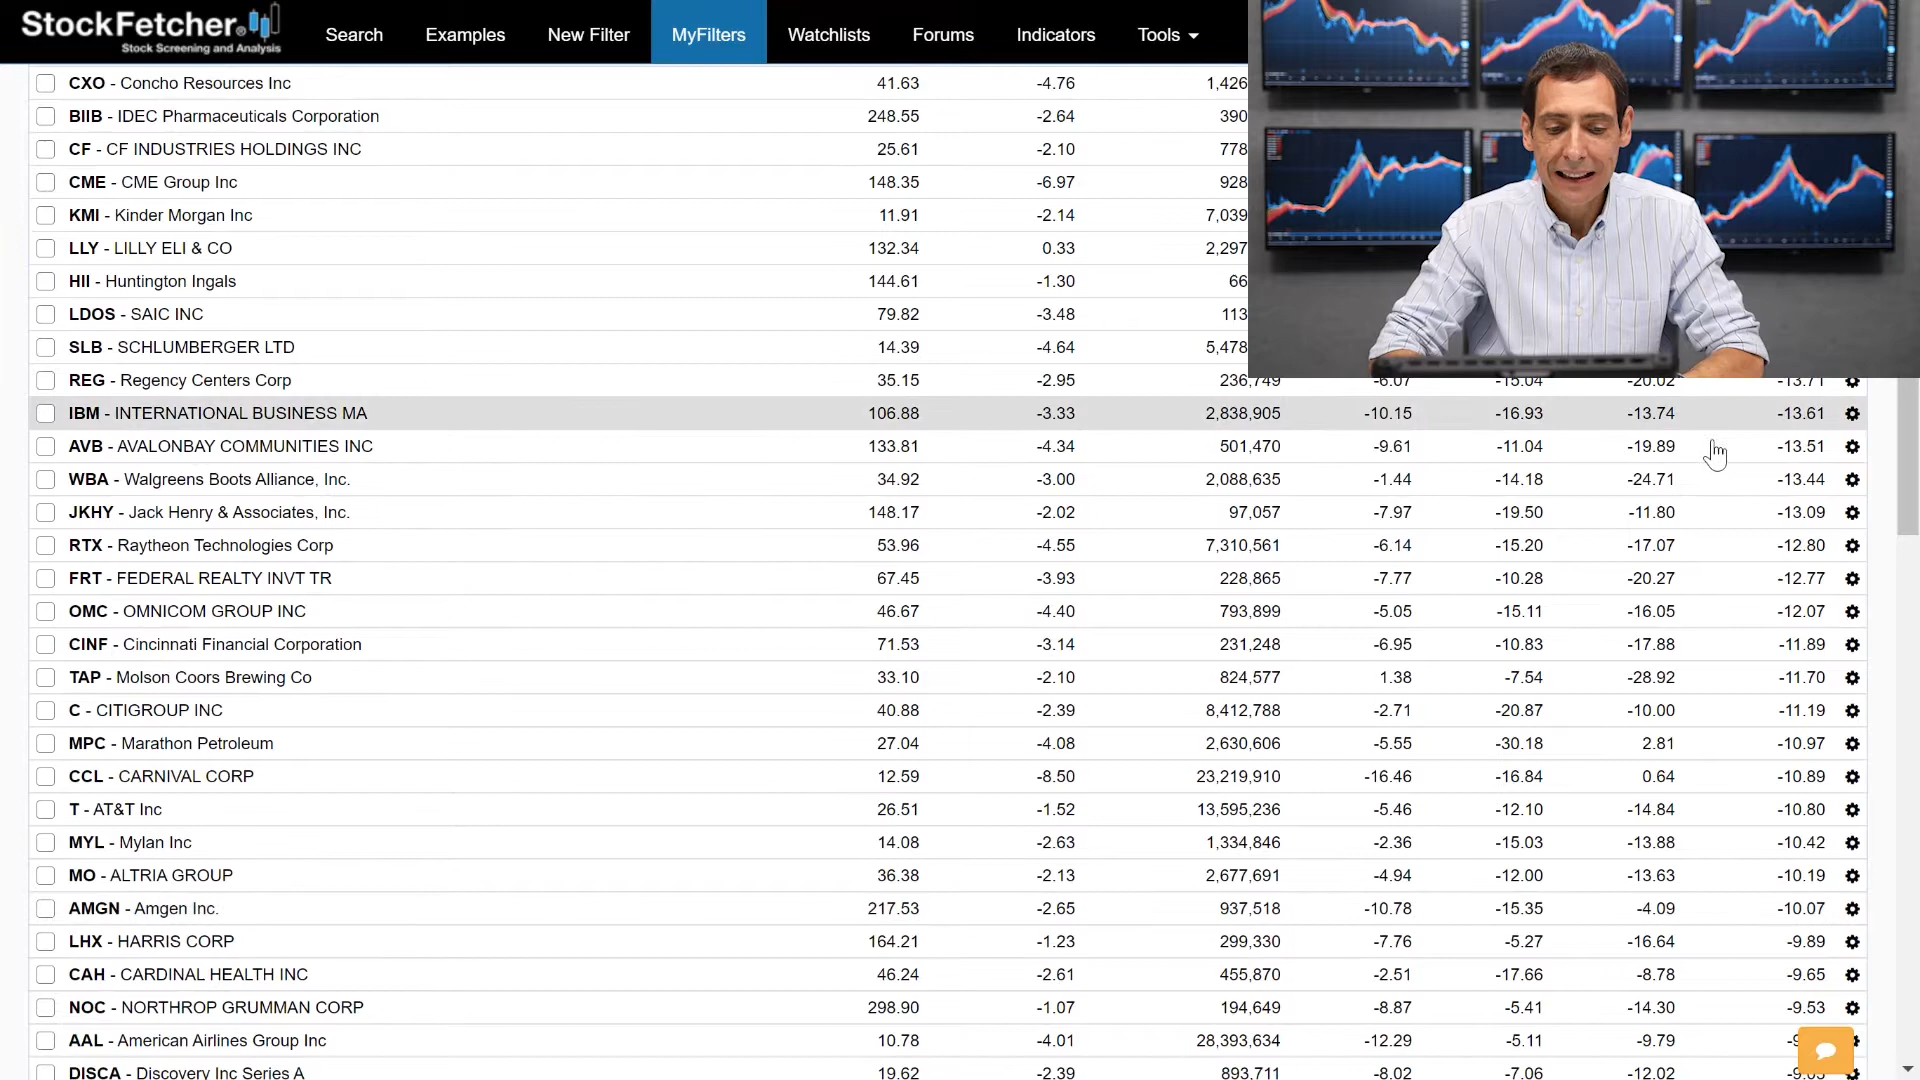 StockFetcher
Stock Screening and Analysis
Search Examples New Filter MyFilters Watchlists Forums Indicators Tools
CXO - Concho Resources Inc 41.63 -4.76 1,426
BIIB - IDEC Pharmaceuticals Corporation 248.55 -2.64 390
CF - CF INDUSTRIES HOLDINGS INC 25.61 -2.10 778
CME - CME Group Inc 148.35 -6.97 928
KMI - Kinder Morgan Inc 11.91 -2.14 7,039
LLY - LILLY ELI & CO 132.34 0.33 2,297
HII - Huntington Ingals 144.61 -1.30 66
LDOS - SAIC INC 79.82 -3.48 113
SLB - SCHLUMBERGER LTD 14.39 -4.64 5,478
REG - Regency Centers Corp 35.15 -2.95 236,749 -6.07 -15.04 -20.02 -13.71
IBM - INTERNATIONAL BUSINESS MA 106.88 -3.33 2,838,905 -10.15 -16.93 -13.74 -13.61
AVB - AVALONBAY COMMUNITIES INC 133.81 -4.34 501,470 -9.61 -11.04 -19.89 -13.51
WBA - Walgreens Boots Alliance, Inc. 34.92 -3.00 2,088,635 -1.44 -14.18 -24.71 -13.44
JKHY - Jack Henry & Associates, Inc. 148.17 -2.02 97,057 -7.97 -19.50 -11.80 -13.09
RTX - Raytheon Technologies Corp 53.96 -4.55 7,310,561 -6.14 -15.20 -17.07 -12.80
FRT - FEDERAL REALTY INVT TR 67.45 -3.93 228,865 -7.77 -10.28 -20.27 -12.77
OMC - OMNICOM GROUP INC 46.67 -4.40 793,899 -5.05 -15.11 -16.05 -12.07
CINF - Cincinnati Financial Corporation 71.53 -3.14 231,248 -6.95 -10.83 -17.88 -11.89
TAP - Molson Coors Brewing Co 33.10 -2.10 824,577 1.38 -7.54 -28.92 -11.70
C - CITIGROUP INC 40.88 -2.39 8,412,788 -2.71 -20.87 -10.00 -11.19
MPC - Marathon Petroleum 27.04 -4.08 2,630,606 -5.55 -30.18 2.81 -10.97
CCL - CARNIVAL CORP 12.59 -8.50 23,219,910 -16.46 -16.84 0.64 -10.89
T - AT&T Inc 26.51 -1.52 13,595,236 -5.46 -12.10 -14.84 -10.80
MYL - Mylan Inc 14.08 -2.63 1,334,846 -2.36 -15.03 -13.88 -10.42
MO - ALTRIA GROUP 36.38 -2.13 2,677,691 -4.94 -12.00 -13.63 -10.19
AMGN - Amgen Inc. 217.53 -2.65 937,518 -10.78 -15.35 -4.09 -10.07
LHX - HARRIS CORP 164.21 -1.23 299,330 -7.76 -5.27 -16.64 -9.89
CAH - CARDINAL HEALTH INC 46.24 -2.61 455,870 -2.51 -17.66 -8.78 -9.65
NOC - NORTHROP GRUMMAN CORP 298.90 -1.07 194,649 -8.87 -5.41 -14.30 -9.53
AAL - American Airlines Group Inc 10.78 -4.01 28,393,634 -12.29 -5.11 -9.79
DISCA - Discovery Inc Series A 19.62 -2.39 893,711 -8.02 -7.06 -12.02